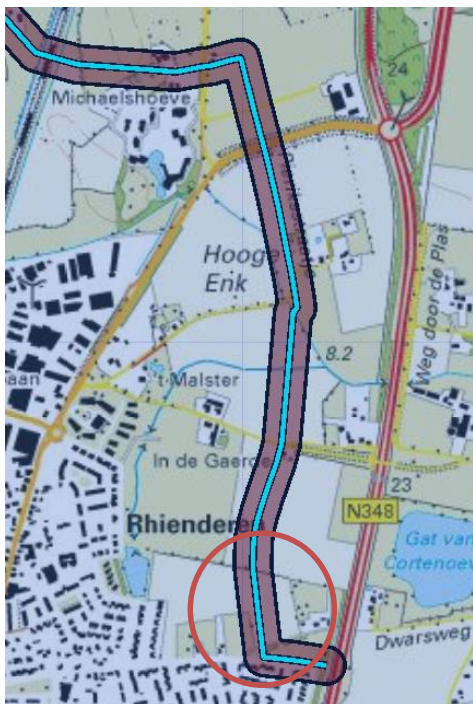 24
Michaelshoeve
Hooge
Enk
Weg door de Plas
8.2
't Malster
In de Gaerde
23
N348
Rhienderen
Gat van
Cortenoev
Dwarsweg